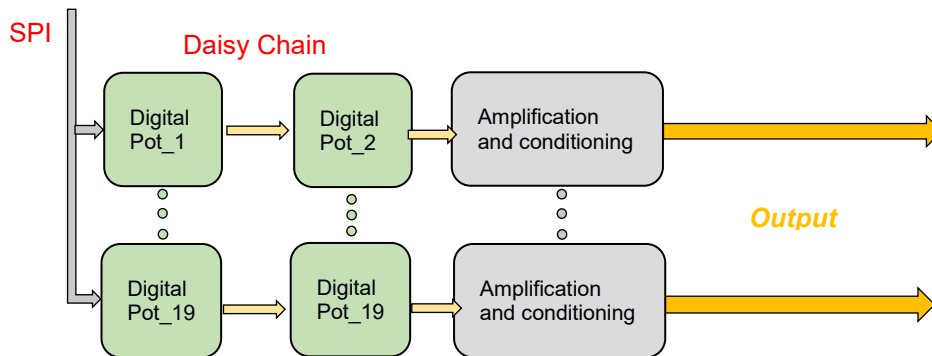 SPI
Daisy Chain
Digital
Pot_1
Digital
Pot_2
Amplification
and conditioning
Output
Digital
Pot_19
Digital
Pot_19
Amplification
and conditioning